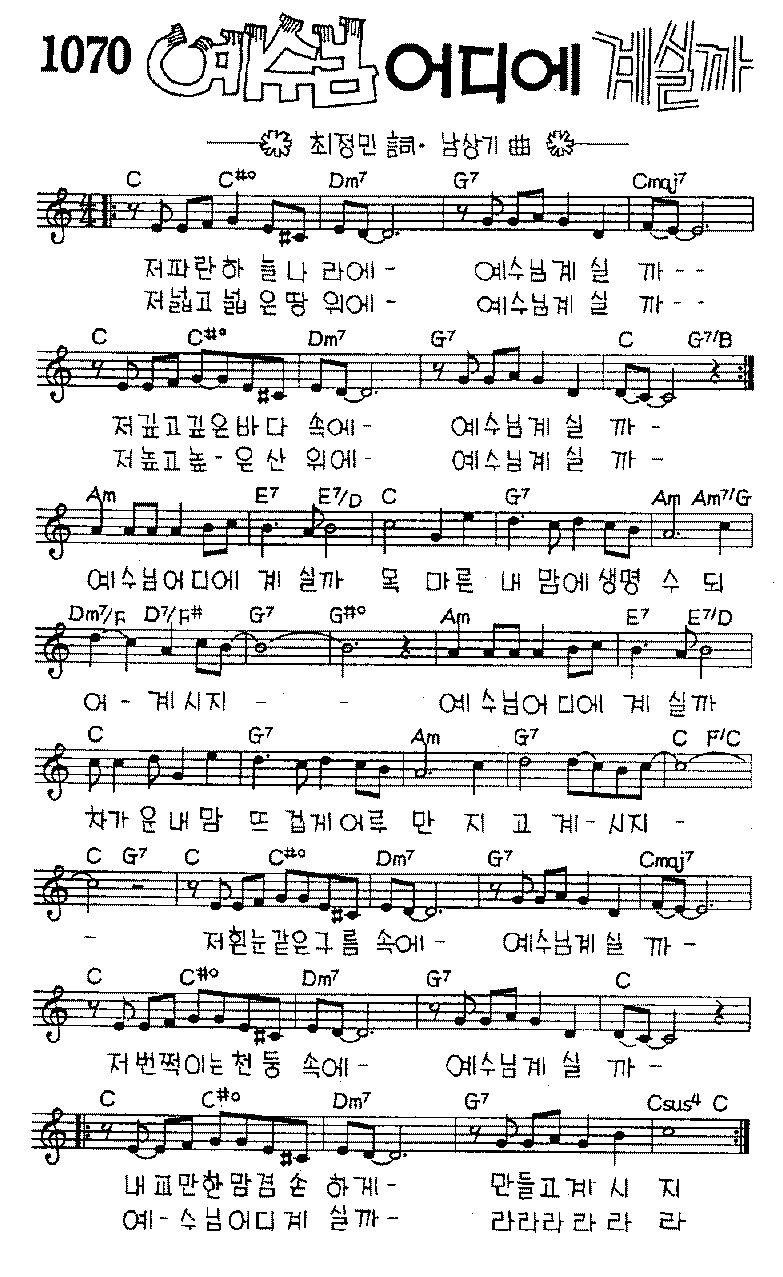 1070 예수님 어디에 계실까
최정민 詞· 남상기 曲
C C#° Dm7 G7 Cmaj7
저파란하 늘나 라에- 예수님계 실 까--
저넓고 넓 은땅 위에- 예수님계 실 까--
C C#° Dm7 G7 C G7/B
저깊고깊은바 다 속에- 예수님계 실 까-
저높고높-은 산 위에- 예수님계 실 까-
Am E7 E7/D C G7 Am Am7/G
예수님어디에 계 실까 목 마른 내 맘에생명 수 되
Dm7/F D7/F# G7 G#° Am E7 E7/D
어- 계시지 - - 예수님어디에 계 실까
C G7 Am G7 C F/C
차가 운내 맘 뜨 겁게어루 만 지 고 계-시지 -
C G7 C C#° Dm7 G7 Cmaj7
- 저흰눈같은구 름 속에- 예수님계 실 까-
C C#° Dm7 G7 C
저 번쩍이는천 둥 속에- 예수님계 실 까-
C C#° Dm7 G7 Csus4 C
내 교만한맘겸 손 하게- 만들고계 시 지
예-수님어디계 실까- 라라라 라 라 라